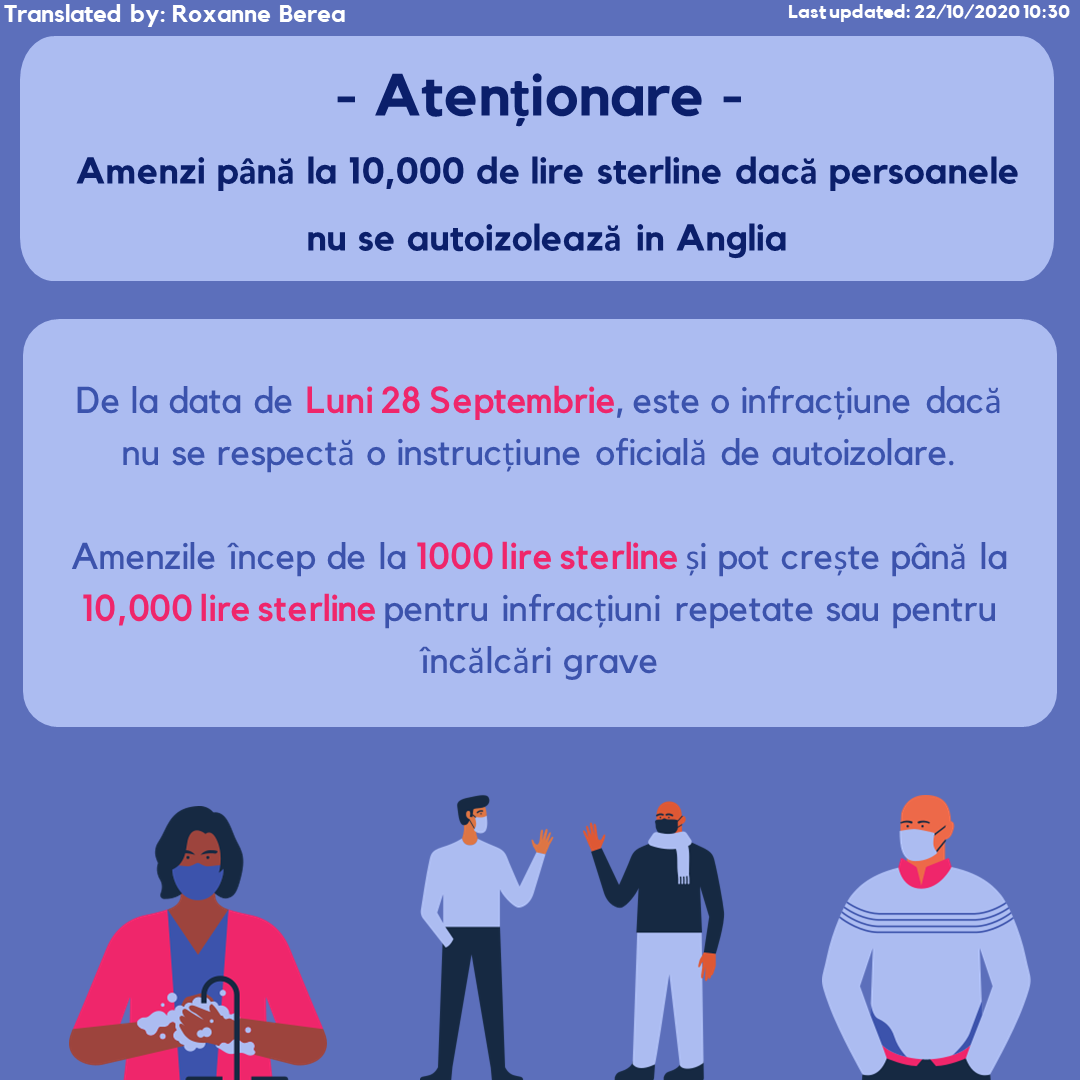 Translated by: Roxanne Berea
Last updated: 22/10/2020 10:30
- Atenționare -
Amenzi până la 10,000 de lire sterline dacă persoanele
nu se autoizolează in Anglia
De la data de Luni 28 Septembrie, este o infracțiune dacă
nu se respectă o instrucțiune oficială de autoizolare.
Amenzile încep de la 1000 lire sterline și pot crește până la
10,000 lire sterline pentru infracțiuni repetate sau pentru
încălcări grave